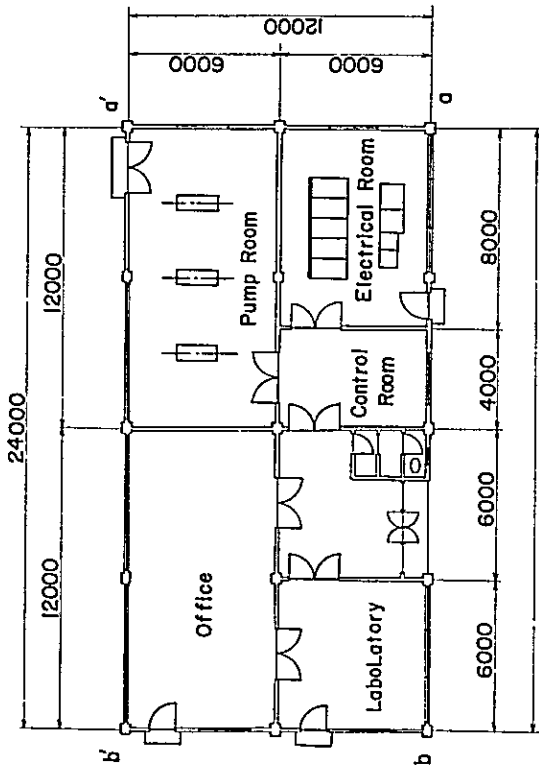 24000
12000
12000
b'
a'
Office
Pump Room
6000
6000
12000
LaboLatory
Control
Room
Electrical Room
b
a
6000
6000
4000
8000